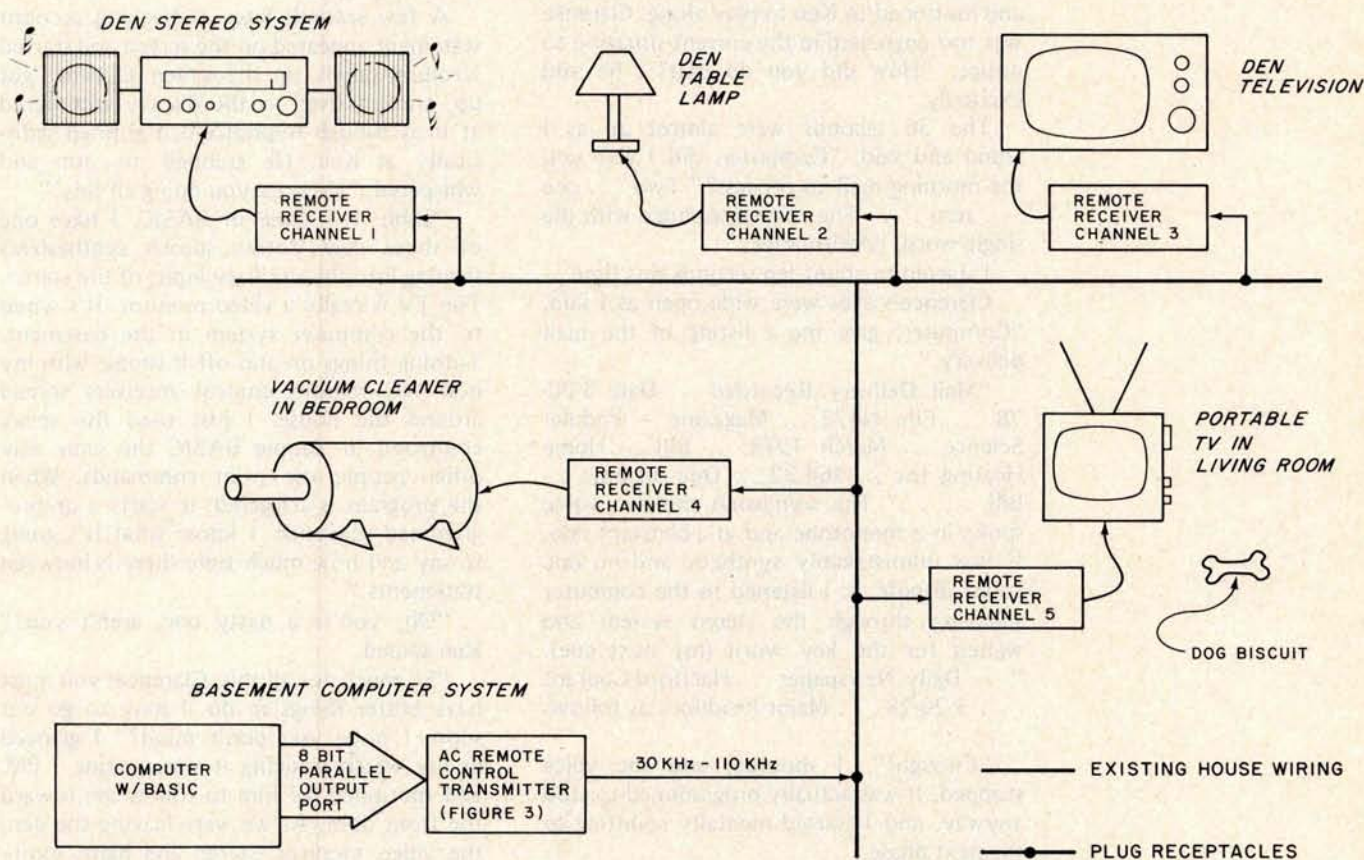 DEN STEREO SYSTEM
DEN
TABLE
LAMP
DEN
TELEVISION
REMOTE
RECEIVER
CHANNEL 1
REMOTE
RECEIVER
CHANNEL 2
REMOTE
RECEIVER
CHANNEL 3
VACUUM CLEANER
IN BEDROOM
REMOTE
RECEIVER
CHANNEL 4
PORTABLE
TV IN
LIVING ROOM
REMOTE
RECEIVER
CHANNEL 5
DOG BISCUIT
BASEMENT COMPUTER SYSTEM
COMPUTER
W/BASIC
8 BIT
PARALLEL
OUTPUT
PORT
AC REMOTE
CONTROL
TRANSMITTER
(FIGURE 3)
30 KHz - 110 KHz
EXISTING HOUSE WIRING
PLUG RECEPTACLES